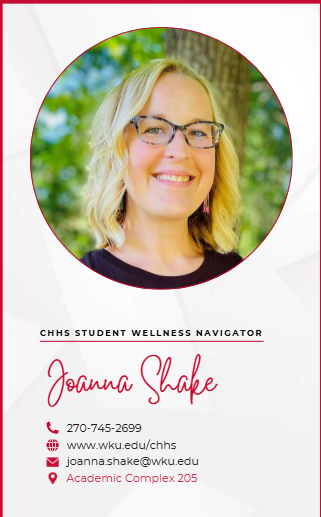 CHHS STUDENT WELLNESS NAVIGATOR
Joanna Shake
270-745-2699
www.wku.edu/chhs
joanna.shake@wku.edu
Academic Complex 205